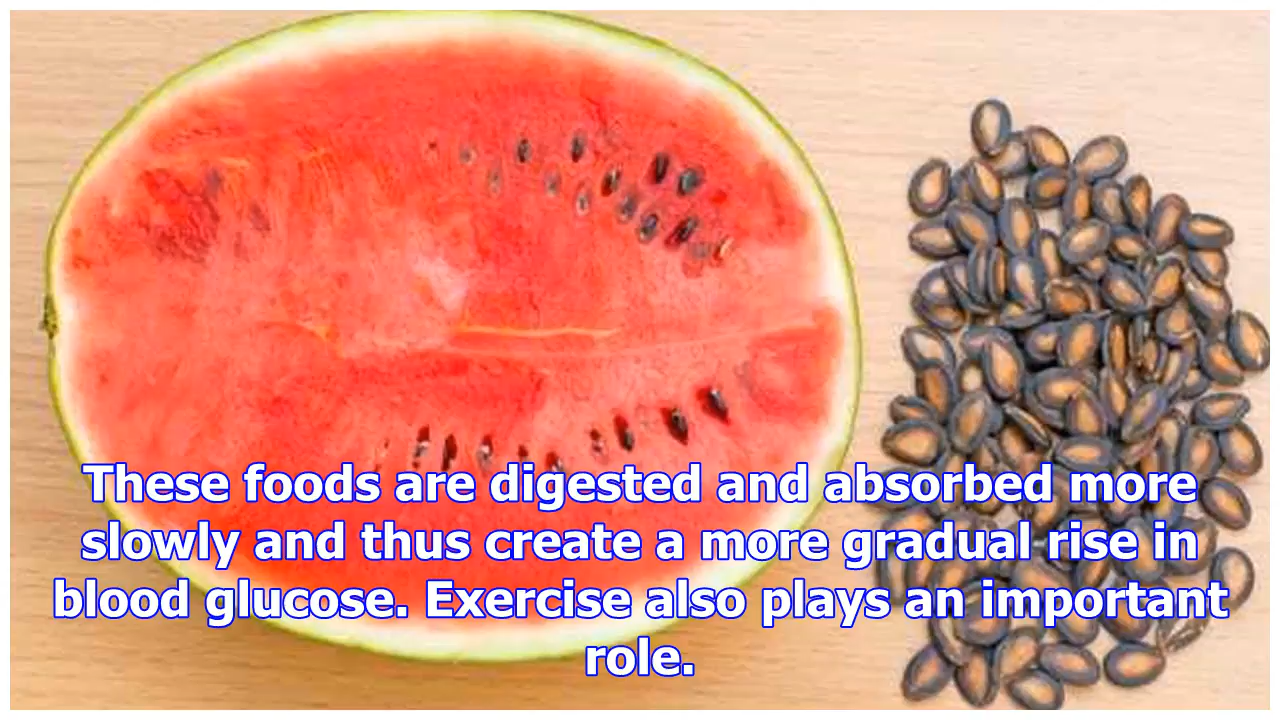 These foods are digested and absorbed more
slowly and thus create a more gradual rise in
blood glucose. Exercise also plays an important
role.